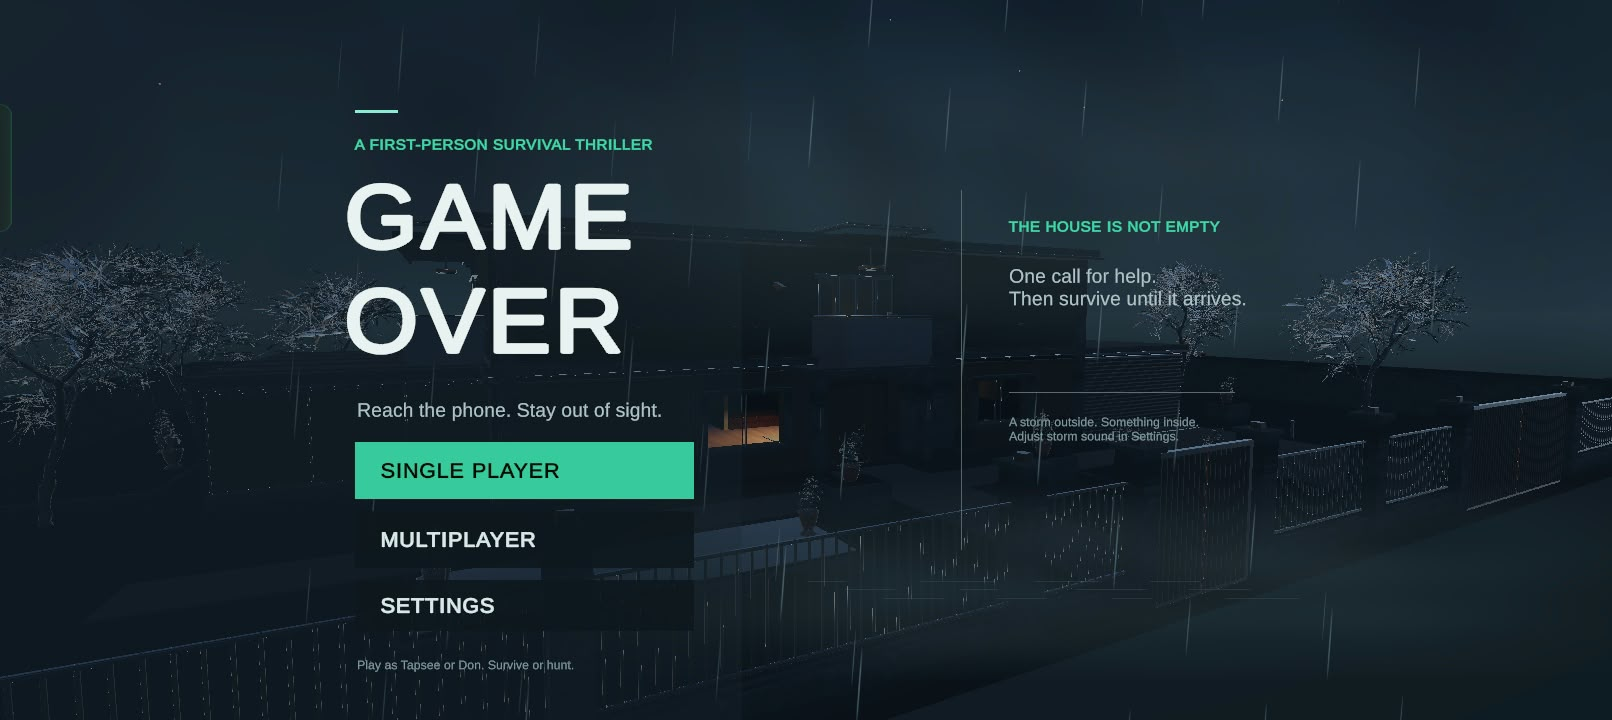 A FIRST-PERSON SURVIVAL THRILLER
GAME
OVER
Reach the phone. Stay out of sight.
SINGLE PLAYER
MULTIPLAYER
SETTINGS
Play as Tapsee or Don. Survive or hunt.
THE HOUSE IS NOT EMPTY
One call for help.
Then survive until it arrives.
A storm outside. Something inside.
Adjust storm sound in Settings.